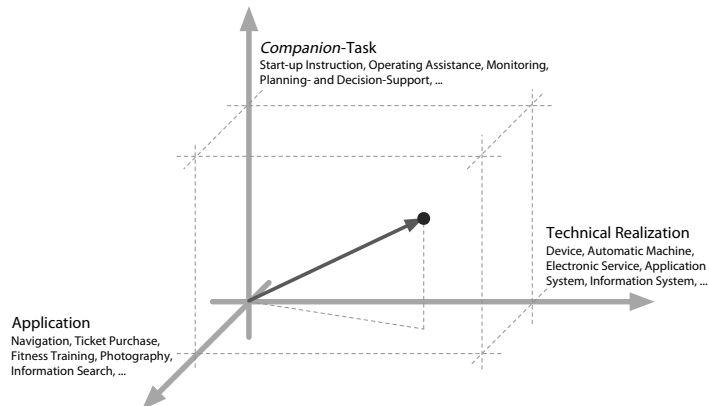 Companion-Task
Start-up Instruction, Operating Assistance, Monitoring,
Planning- and Decision-Support, ...
Technical Realization
Device, Automatic Machine,
Electronic Service, Application
System, Information System, ...
Application
Navigation, Ticket Purchase,
Fitness Training, Photography,
Information Search, ...